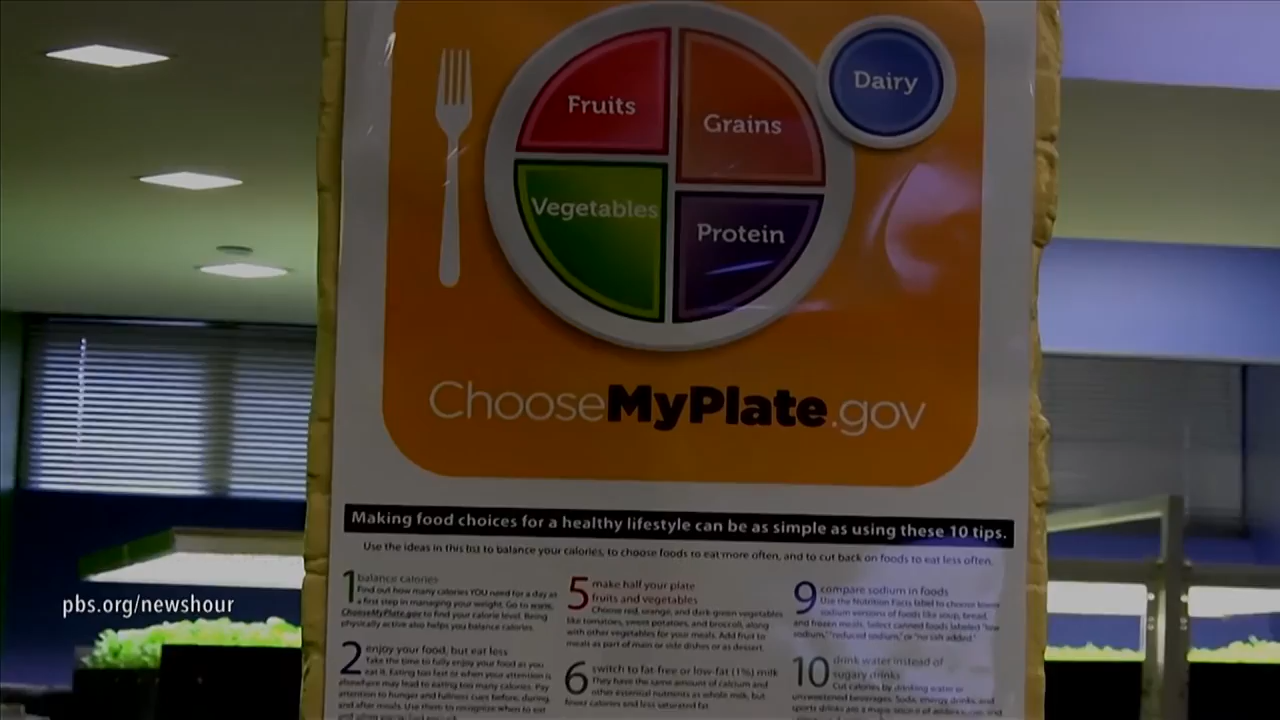 Fruits
Grains
Dairy
Vegetables
Protein
ChooseMyPlate.gov
Making food choices for a healthy lifestyle can be as simple as using these 10 tips.
Use the ideas in this list to balance your calories, to choose foods to eat more often, and to cut back on foods to eat less often.
1 balance calories
Find out how many calories YOU need for a day as
a first step in managing your weight. Go to www.
ChooseMyPlate.gov to find your calorie level. Being
physically active also helps you balance calories.
2 enjoy your food, but eat less
Take the time to fully enjoy your food as you
eat it. Eating too fast or when your attention is
elsewhere may lead to eating too many calories. Pay
attention to hunger and fullness cues before, during,
and after meals. Use them to recognize when to eat
5 make half your plate
fruits and vegetables
Choose red, orange, and dark-green vegetables
like tomatoes, sweet potatoes, and broccoli, along
with other vegetables for your meals. Add fruit to
meals as part of main or side dishes or as dessert.
6 switch to fat-free or low-fat (1%) milk
They have the same amount of calcium and
other essential nutrients as whole milk, but
fewer calories and less saturated fat.
9 compare sodium in foods
Use the Nutrition Facts label to choose lower
sodium versions of foods like soup, bread,
and frozen meals. Select canned foods labeled "low
sodium," "reduced sodium," or "no salt added."
10 drink water instead of
sugary drinks
Cut calories by drinking water or
unsweetened beverages. Soda, energy drinks, and
sports drinks are a major source of added
pbs.org/newshour